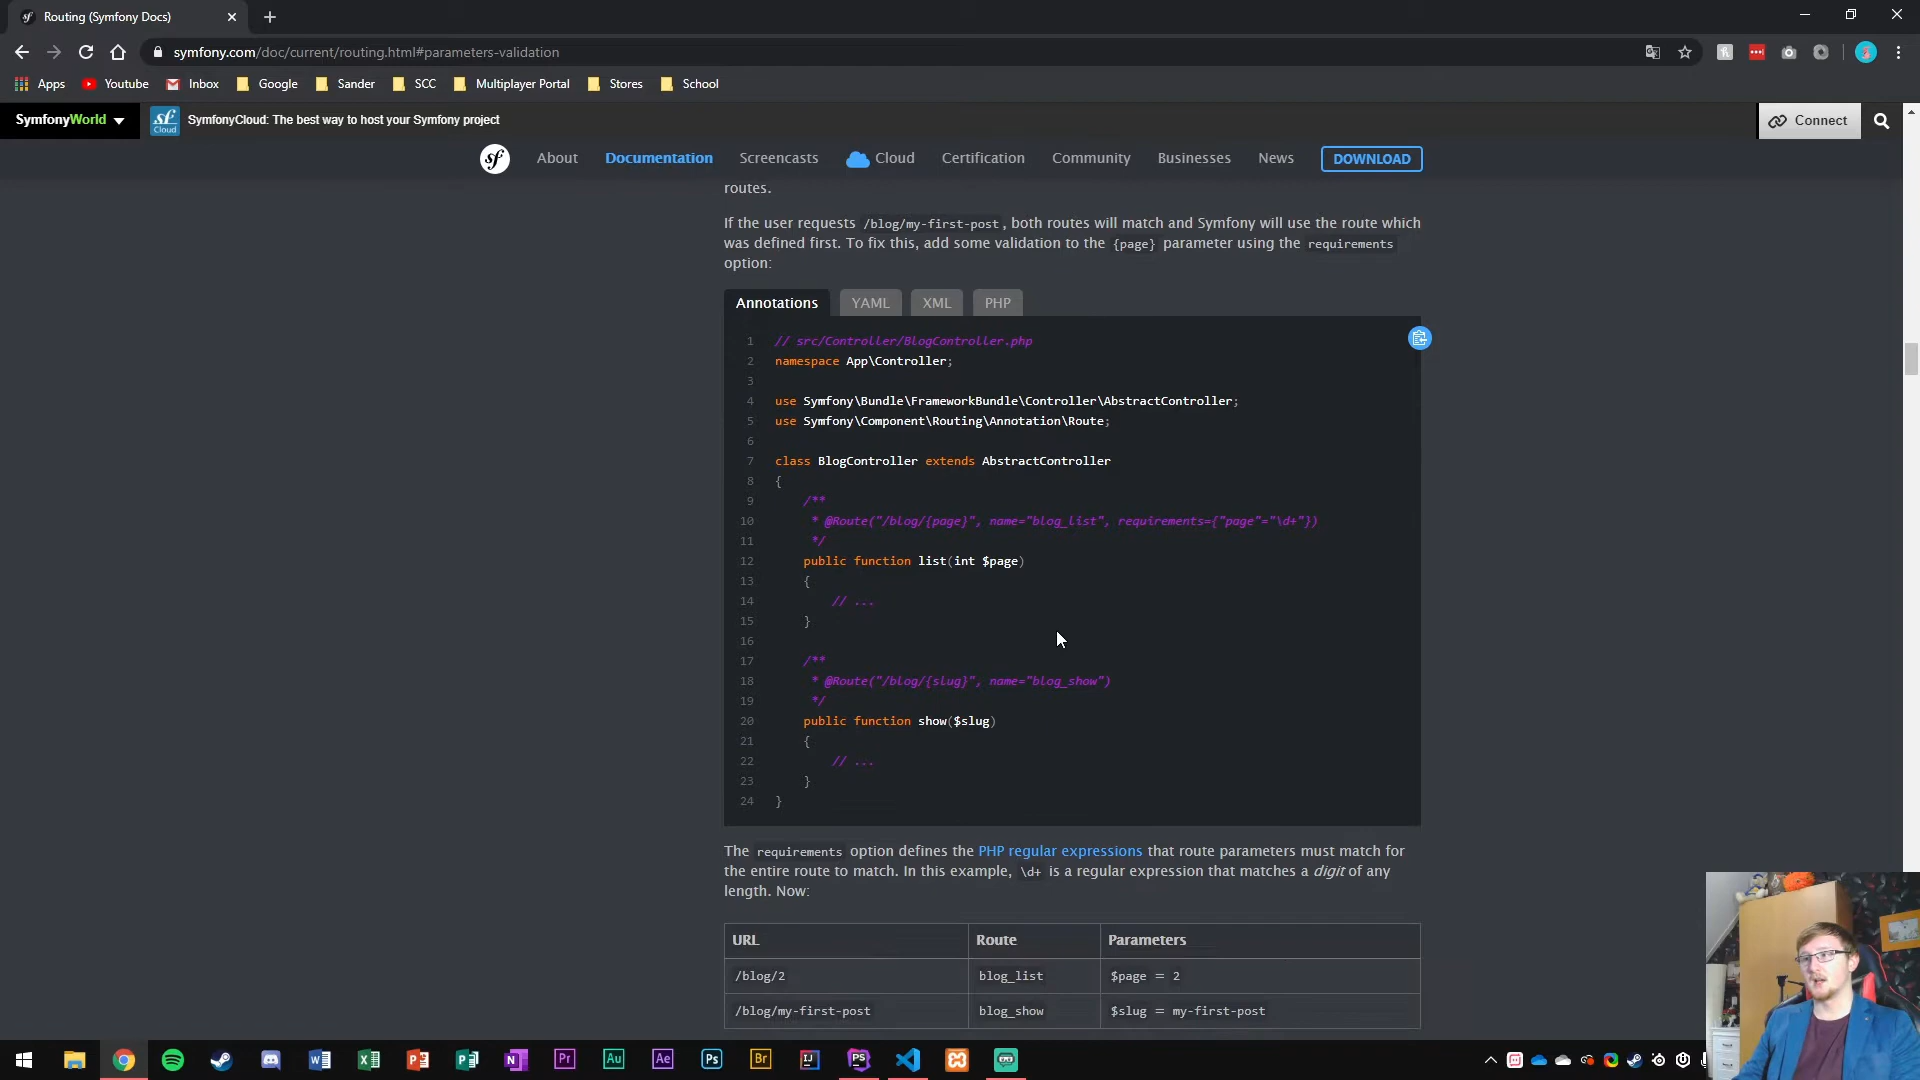 Routing (Symfony Docs)
symfony.com/doc/current/routing.html#parameters-validation
Apps Youtube Inbox Google Sander SCC Multiplayer Portal Stores School
SymfonyWorld
sf Cloud
SymfonyCloud: The best way to host your Symfony project
Connect
sf
About Documentation Screencasts Cloud Certification Community Businesses News DOWNLOAD
routes.
If the user requests /blog/my-first-post, both routes will match and Symfony will use the route which
was defined first. To fix this, add some validation to the {page} parameter using the requirements
option:
Annotations YAML XML PHP
1 // src/Controller/BlogController.php
2 namespace App\Controller;
3
4 use Symfony\Bundle\FrameworkBundle\Controller\AbstractController;
5 use Symfony\Component\Routing\Annotation\Route;
6
7 class BlogController extends AbstractController
8 {
9 /**
10 * @Route("/blog/{page}", name="blog_list", requirements={"page"="\d+"})
11 */
12 public function list(int $page)
13 {
14 // ...
15 }
16
17 /**
18 * @Route("/blog/{slug}", name="blog_show")
19 */
20 public function show($slug)
21 {
22 // ...
23 }
24 }
The requirements option defines the PHP regular expressions that route parameters must match for
the entire route to match. In this example, \d+ is a regular expression that matches a digit of any
length. Now:
URL Route Parameters
/blog/2 blog_list $page = 2
/blog/my-first-post blog_show $slug = my-first-post
Pr Au Ae Ps Br IJ PS